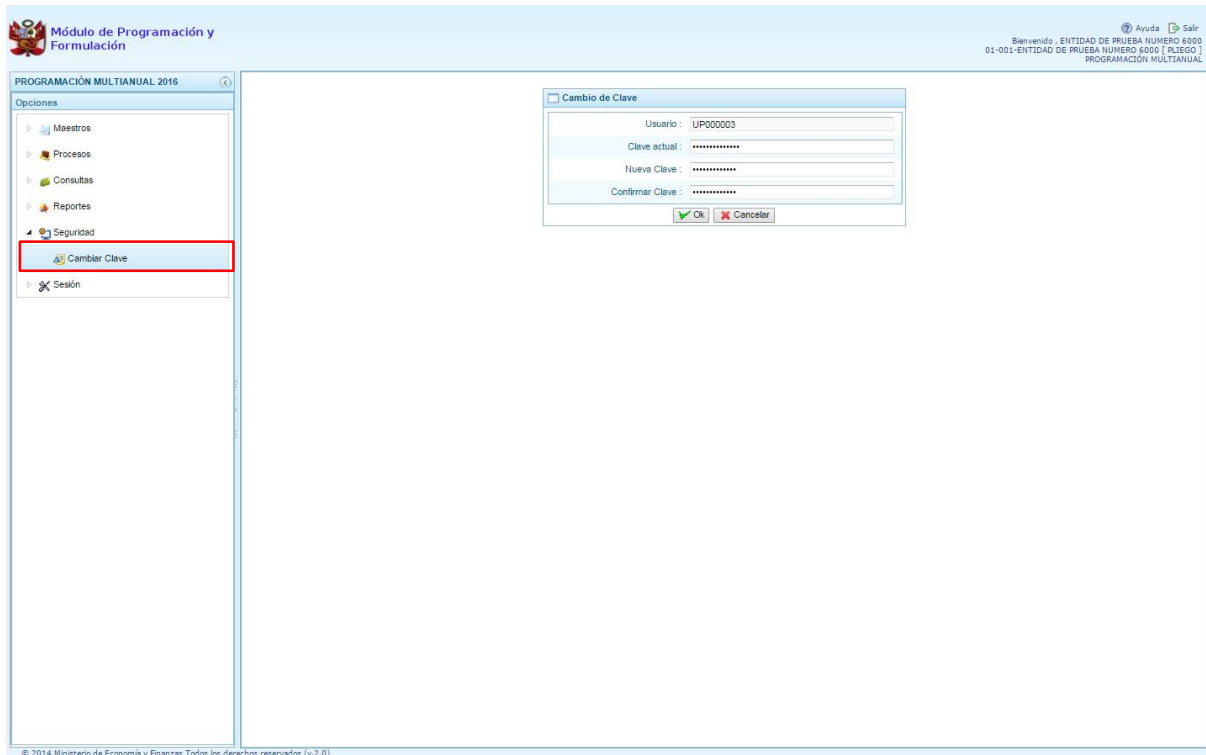 Módulo de Programación y
Formulación
Ayuda Salir
Bienvenido , ENTIDAD DE PRUEBA NUMERO 6000
01-001-ENTIDAD DE PRUEBA NUMERO 6000 [ PLIEGO ]
PROGRAMACIÓN MULTIANUAL
PROGRAMACIÓN MULTIANUAL 2016
Opciones
Maestros
Procesos
Consultas
Reportes
Seguridad
Cambiar Clave
Sesión
Cambio de Clave
Usuario : UP000003
Clave actual : ••••••••••••••
Nueva Clave : •••••••••••••
Confirmar Clave : •••••••••••••
Ok Cancelar
© 2014 Ministerio de Economía y Finanzas Todos los derechos reservados (v.2.0)